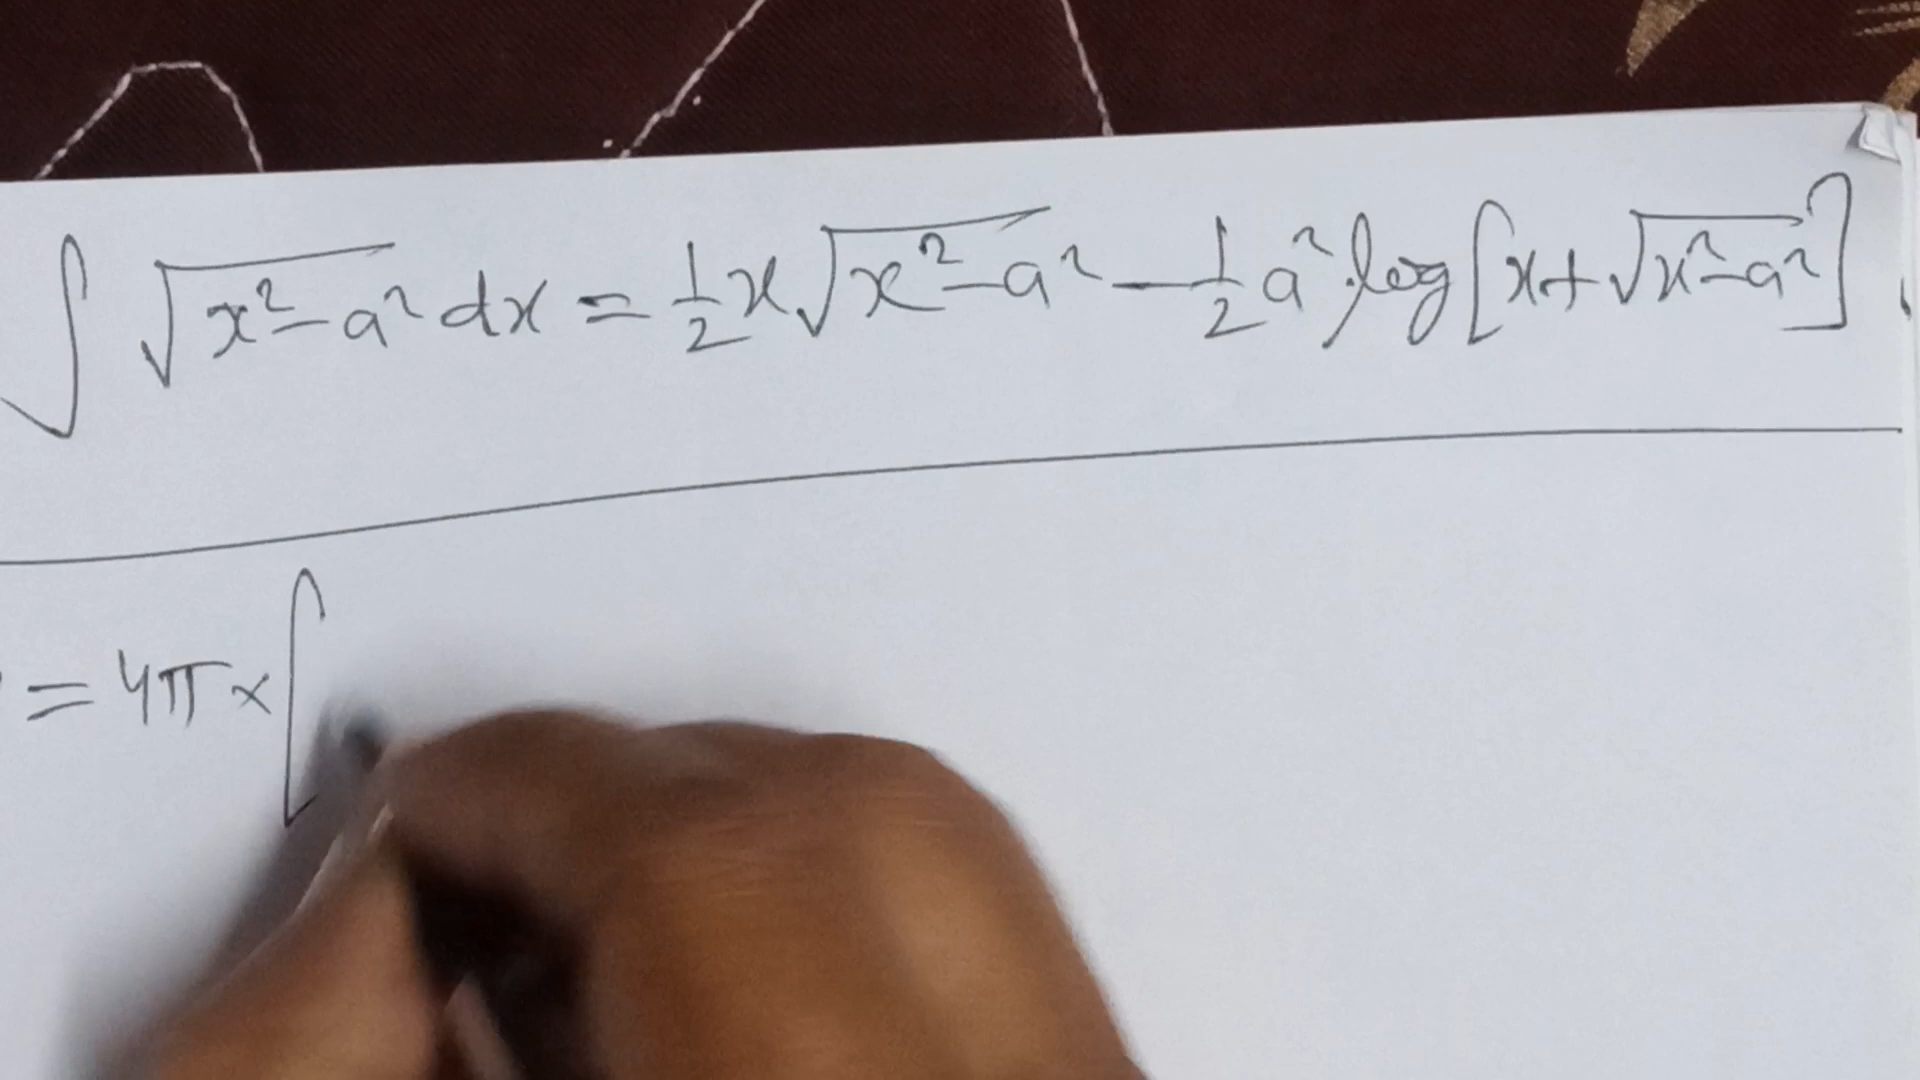 ∫ √(x²-a²) dx = 1/2 x √(x²-a²) - 1/2 a² log [x+√(x²-a²)]
= 4π × [